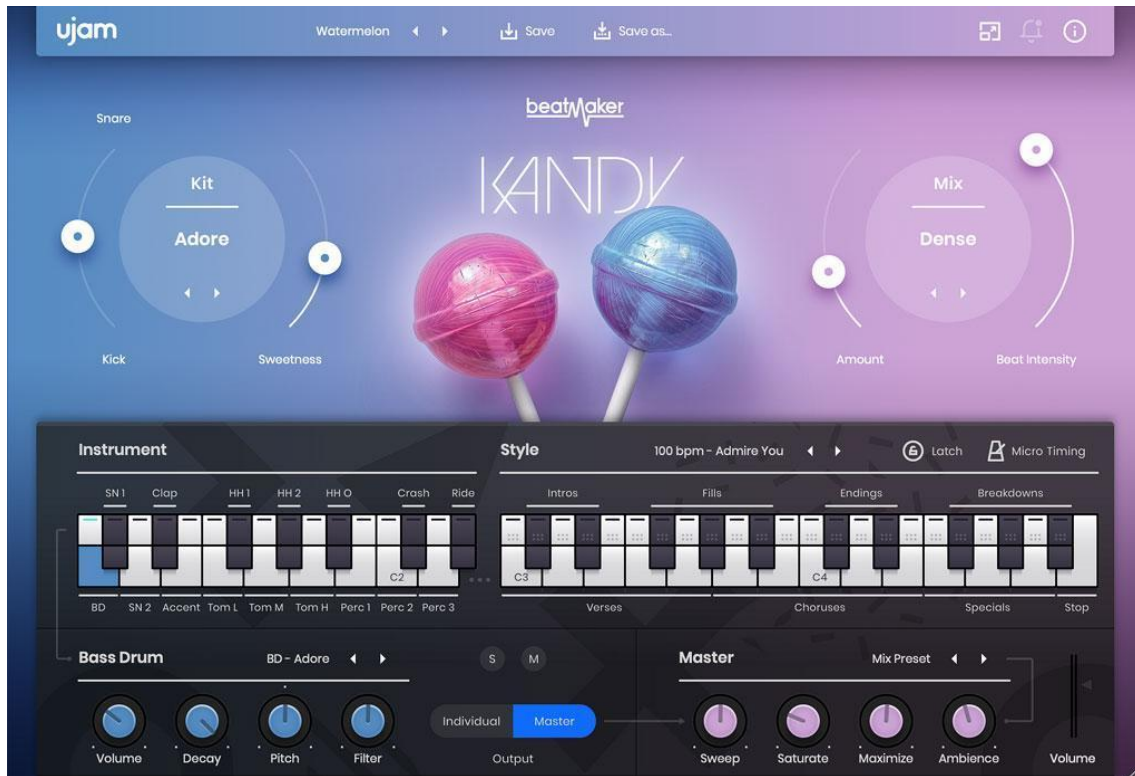 ujam
Watermelon
Save
Save as...
beatMaker
KANDY
Snare
Kit
Adore
Kick
Sweetness
Mix
Dense
Amount
Beat Intensity
Instrument
Style
100 bpm - Admire You
Latch
Micro Timing
SN 1 Clap HH 1 HH 2 HH O Crash Ride
Intros Fills Endings Breakdowns
C2
C3
C4
BD SN 2 Accent Tom L Tom M Tom H Perc 1 Perc 2 Perc 3
Verses Choruses Specials Stop
Bass Drum
BD - Adore
S M
Master
Mix Preset
Individual Master
Output
Volume Decay Pitch Filter
Sweep Saturate Maximize Ambience Volume